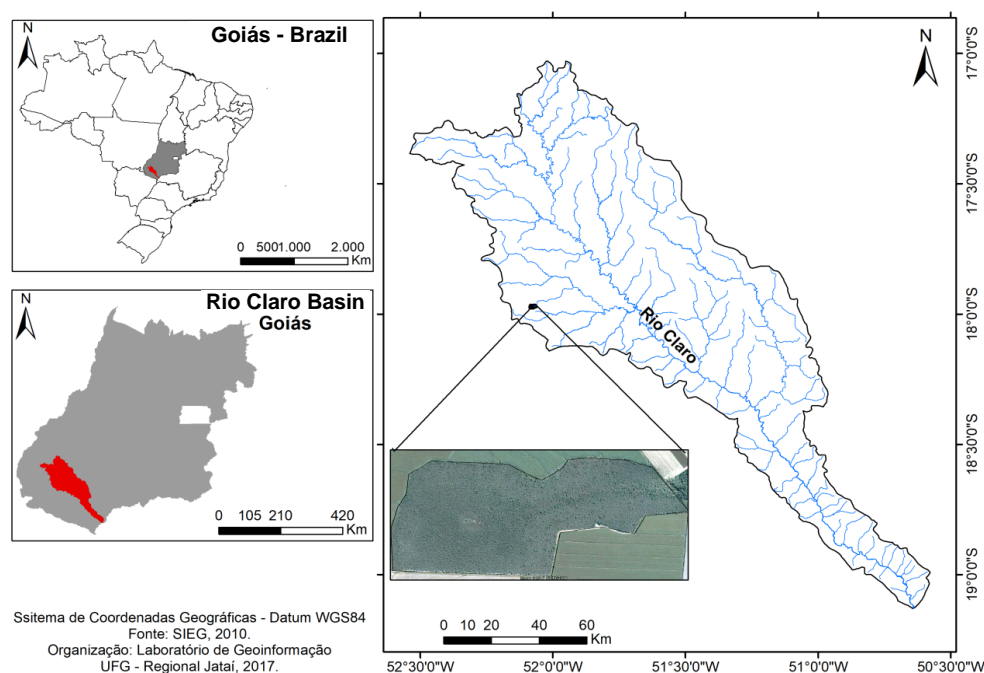 N
Goiás - Brazil
0 5001.000 2.000
Km
N
Rio Claro Basin
Goiás
0 105 210 420
Km
Ssitema de Coordenadas Geográficas - Datum WGS84
Fonte: SIEG, 2010.
Organização: Laboratório de Geoinformação
UFG - Regional Jataí, 2017.
N
Rio Claro
17°0'0"S
17°30'0"S
18°0'0"S
18°30'0"S
19°0'0"S
0 10 20 40 60
Km
52°30'0"W 52°0'0"W 51°30'0"W 51°0'0"W 50°30'0"W